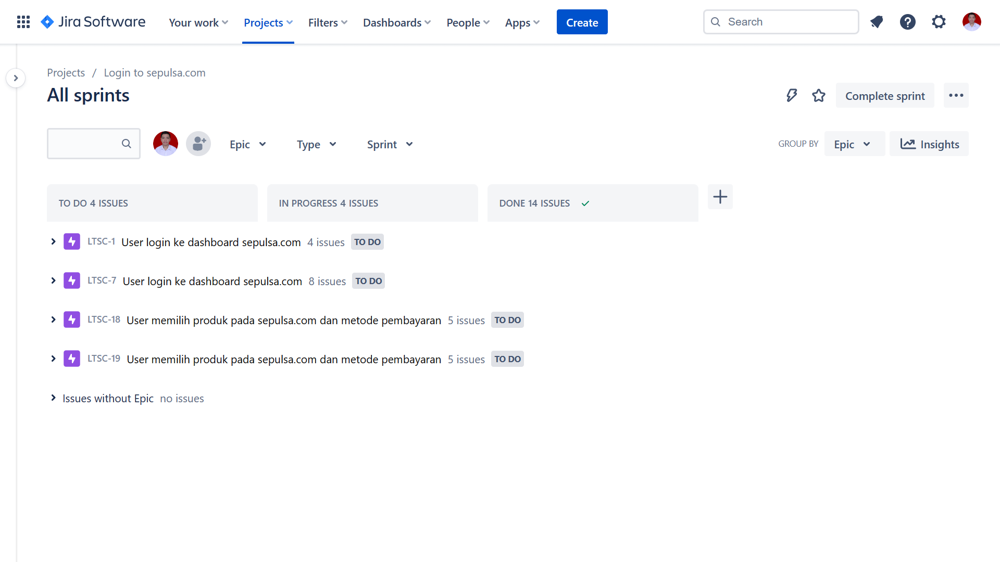 Jira Software Your work Projects Filters Dashboards People Apps Create Search
Projects / Login to sepulsa.com
All sprints
Complete sprint
Epic Type Sprint GROUP BY Epic Insights
TO DO 4 ISSUES IN PROGRESS 4 ISSUES DONE 14 ISSUES
LTSC-1 User login ke dashboard sepulsa.com 4 issues TO DO
LTSC-7 User login ke dashboard sepulsa.com 8 issues TO DO
LTSC-18 User memilih produk pada sepulsa.com dan metode pembayaran 5 issues TO DO
LTSC-19 User memilih produk pada sepulsa.com dan metode pembayaran 5 issues TO DO
Issues without Epic no issues